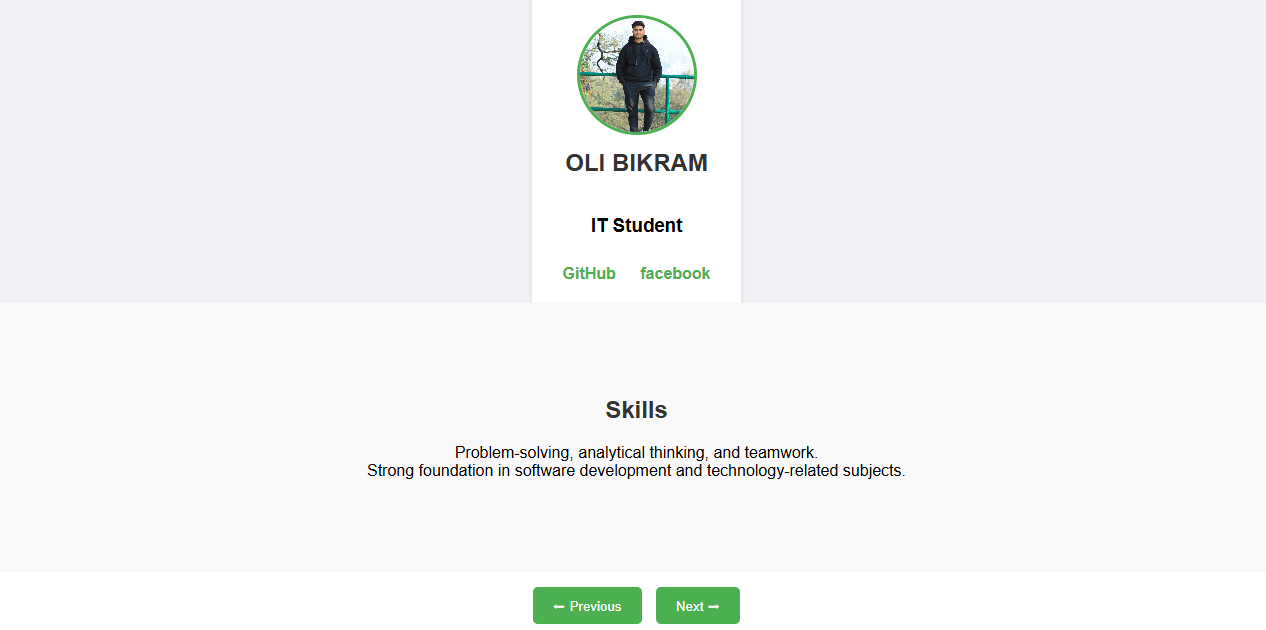 OLI BIKRAM
IT Student
GitHub facebook
Skills
Problem-solving, analytical thinking, and teamwork.
Strong foundation in software development and technology-related subjects.
⬅ Previous Next ➡